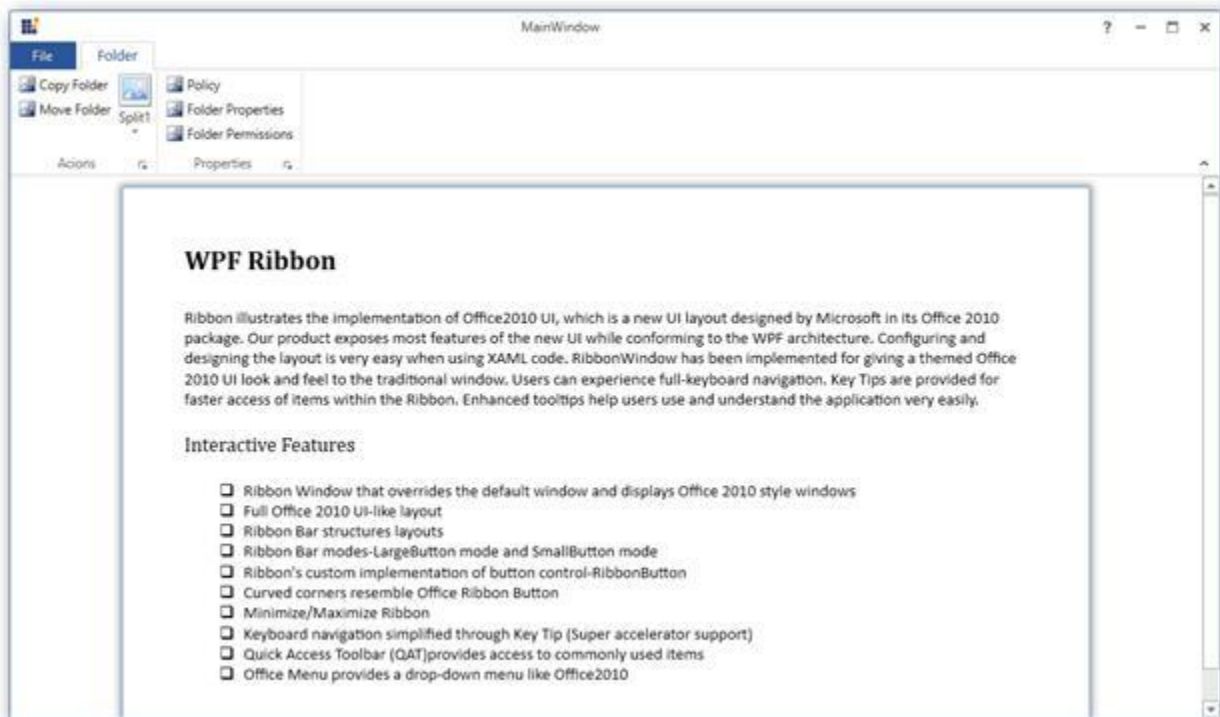 MainWindow
?
File Folder
Copy Folder
Move Folder
Split1
Policy
Folder Properties
Folder Permissions
Acions
Properties
WPF Ribbon
Ribbon illustrates the implementation of Office2010 UI, which is a new UI layout designed by Microsoft in its Office 2010
package. Our product exposes most features of the new UI while conforming to the WPF architecture. Configuring and
designing the layout is very easy when using XAML code. RibbonWindow has been implemented for giving a themed Office
2010 UI look and feel to the traditional window. Users can experience full-keyboard navigation. Key Tips are provided for
faster access of items within the Ribbon. Enhanced tooltips help users use and understand the application very easily.
Interactive Features
Ribbon Window that overrides the default window and displays Office 2010 style windows
Full Office 2010 UI-like layout
Ribbon Bar structures layouts
Ribbon Bar modes-LargeButton mode and SmallButton mode
Ribbon's custom implementation of button control-RibbonButton
Curved corners resemble Office Ribbon Button
Minimize/Maximize Ribbon
Keyboard navigation simplified through Key Tip (Super accelerator support)
Quick Access Toolbar (QAT)provides access to commonly used items
Office Menu provides a drop-down menu like Office2010